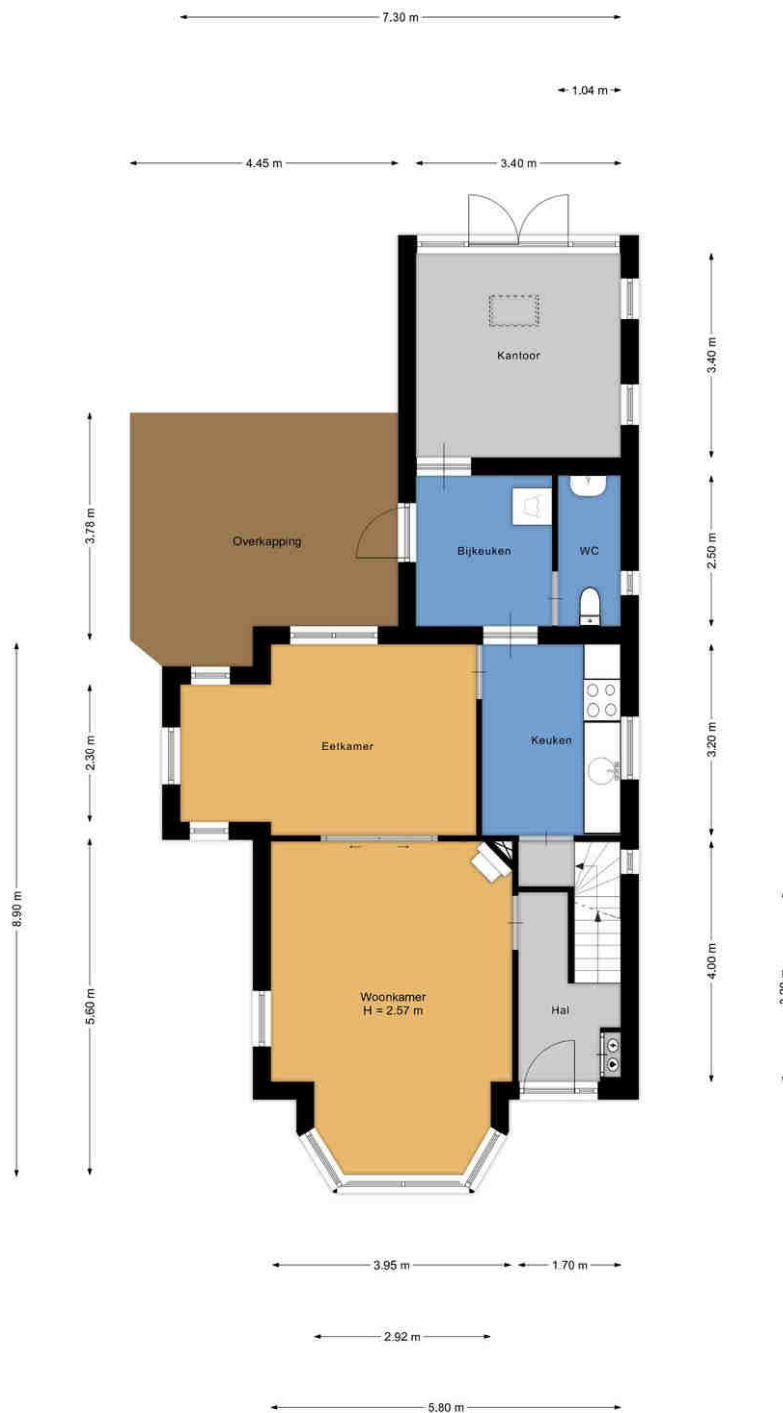 7.30 m
1.04 m
4.45 m
3.40 m
3.40 m
Kantoor
3.78 m
Overkapping
Bijkeuken
WC
2.50 m
2.30 m
Eetkamer
Keuken
3.20 m
8.90 m
5.60 m
Woonkamer
H = 2.57 m
Hal
4.00 m
3.95 m
1.70 m
2.92 m
5.80 m